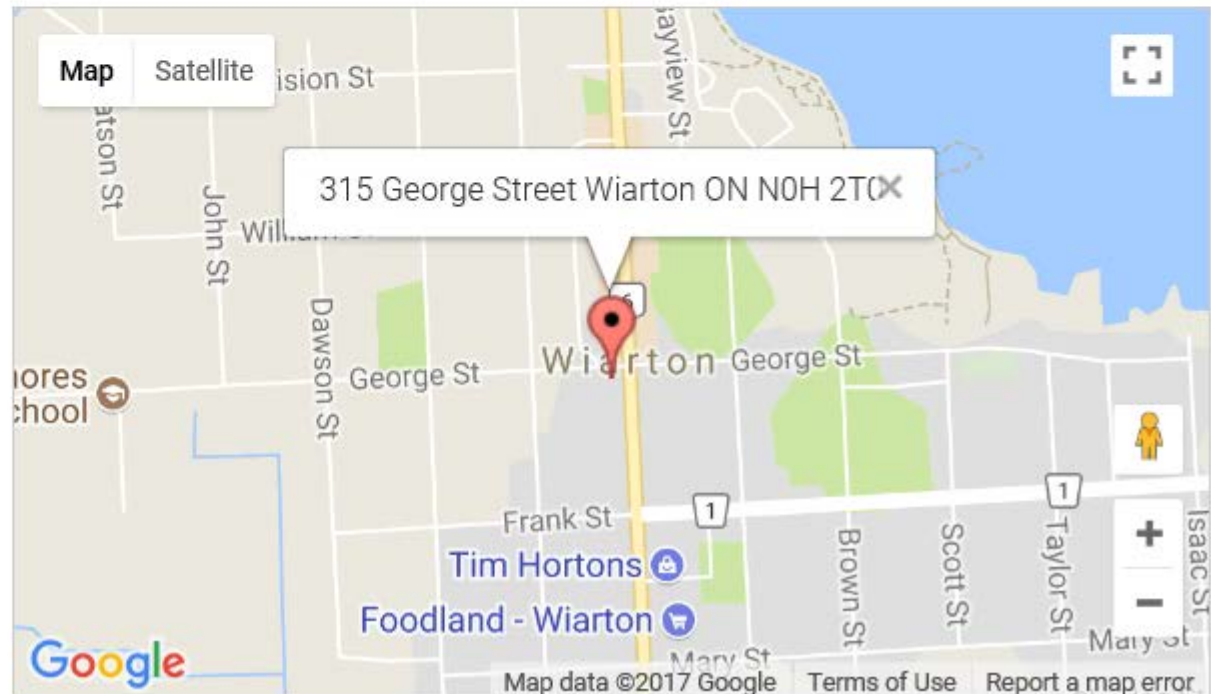 Map Satellite
ision St
Bayview St
atson St
John St
315 George Street Wiarton ON N0H 2T0
6
Dawson St
Wiarton
George St
George St
ores
chool
Frank St
1
1
Tim Hortons
Foodland - Wiarton
Brown St
Scott St
Taylor St
Isaac St
Mary St
Mary St
Google
Map data ©2017 Google Terms of Use Report a map error